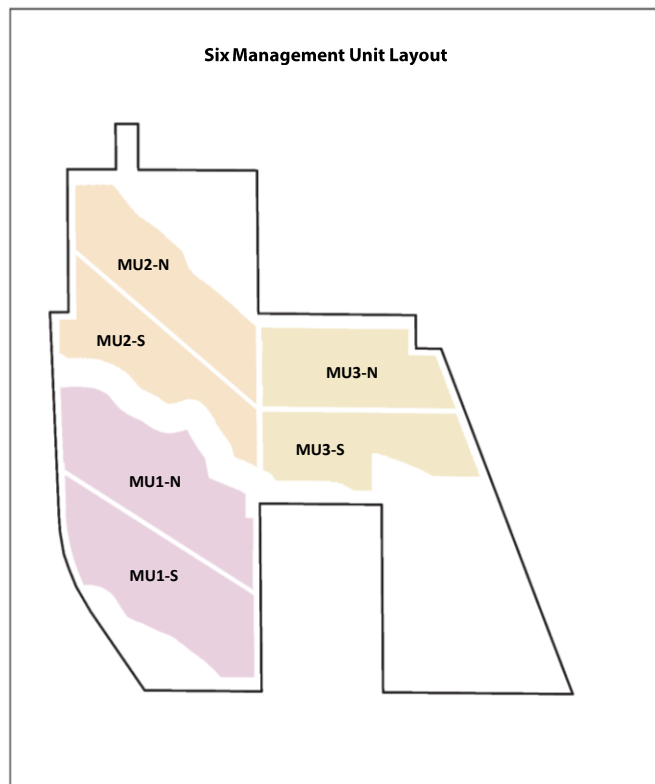 Six Management Unit Layout
MU2-N
MU2-S
MU3-N
MU3-S
MU1-N
MU1-S